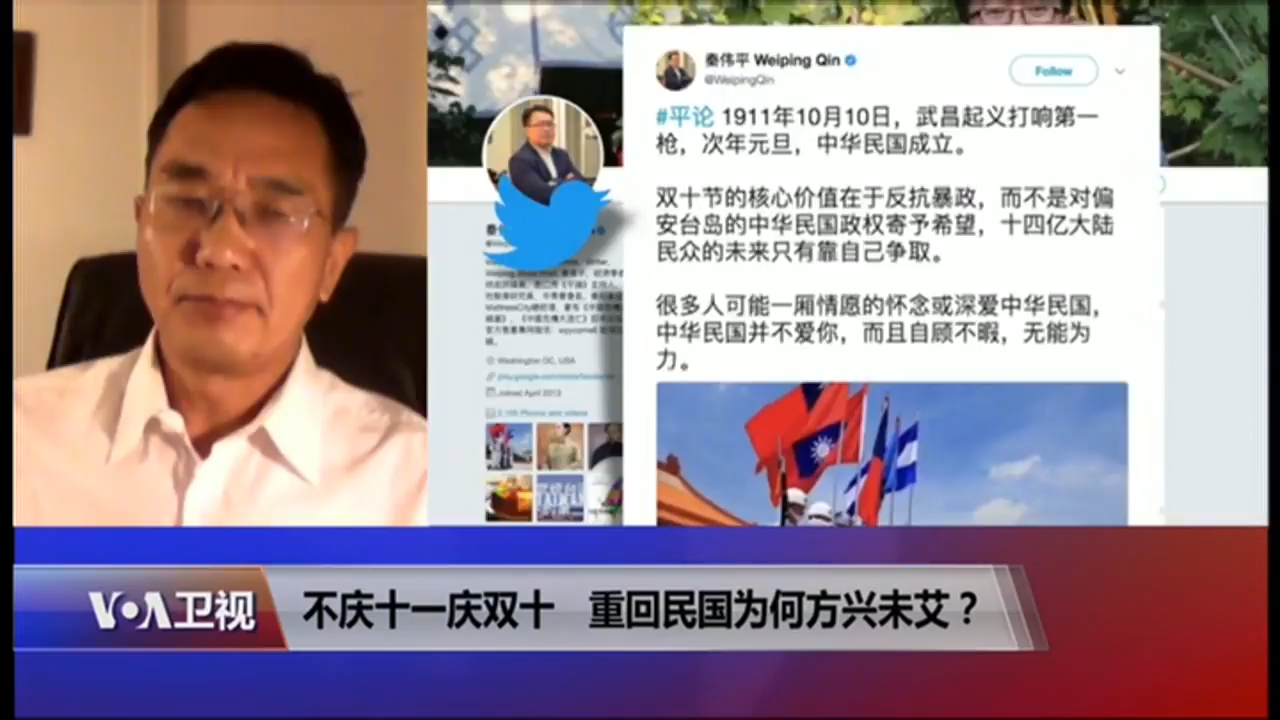 秦伟平 Weiping Qin
@WeipingQin
Follow
#平论 1911年10月10日，武昌起义打响第一
枪，次年元旦，中华民国成立。
双十节的核心价值在于反抗暴政，而不是对偏
安台岛的中华民国政权寄予希望，十四亿大陆
民众的未来只有靠自己争取。
很多人可能一厢情愿的怀念或深爱中华民国，
中华民国并不爱你，而且自顾不暇，无能为
力。
Washington DC, USA
Joined April 2013
VOA卫视
不庆十一庆双十 重回民国为何方兴未艾？